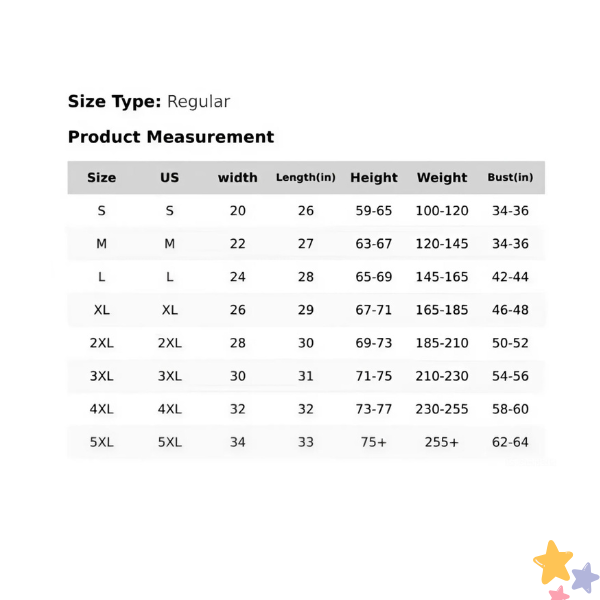 Size Type: Regular
Product Measurement
Size US width Length(in) Height Weight Bust(in)
S S 20 26 59-65 100-120 34-36
M M 22 27 63-67 120-145 34-36
L L 24 28 65-69 145-165 42-44
XL XL 26 29 67-71 165-185 46-48
2XL 2XL 28 30 69-73 185-210 50-52
3XL 3XL 30 31 71-75 210-230 54-56
4XL 4XL 32 32 73-77 230-255 58-60
5XL 5XL 34 33 75+ 255+ 62-64